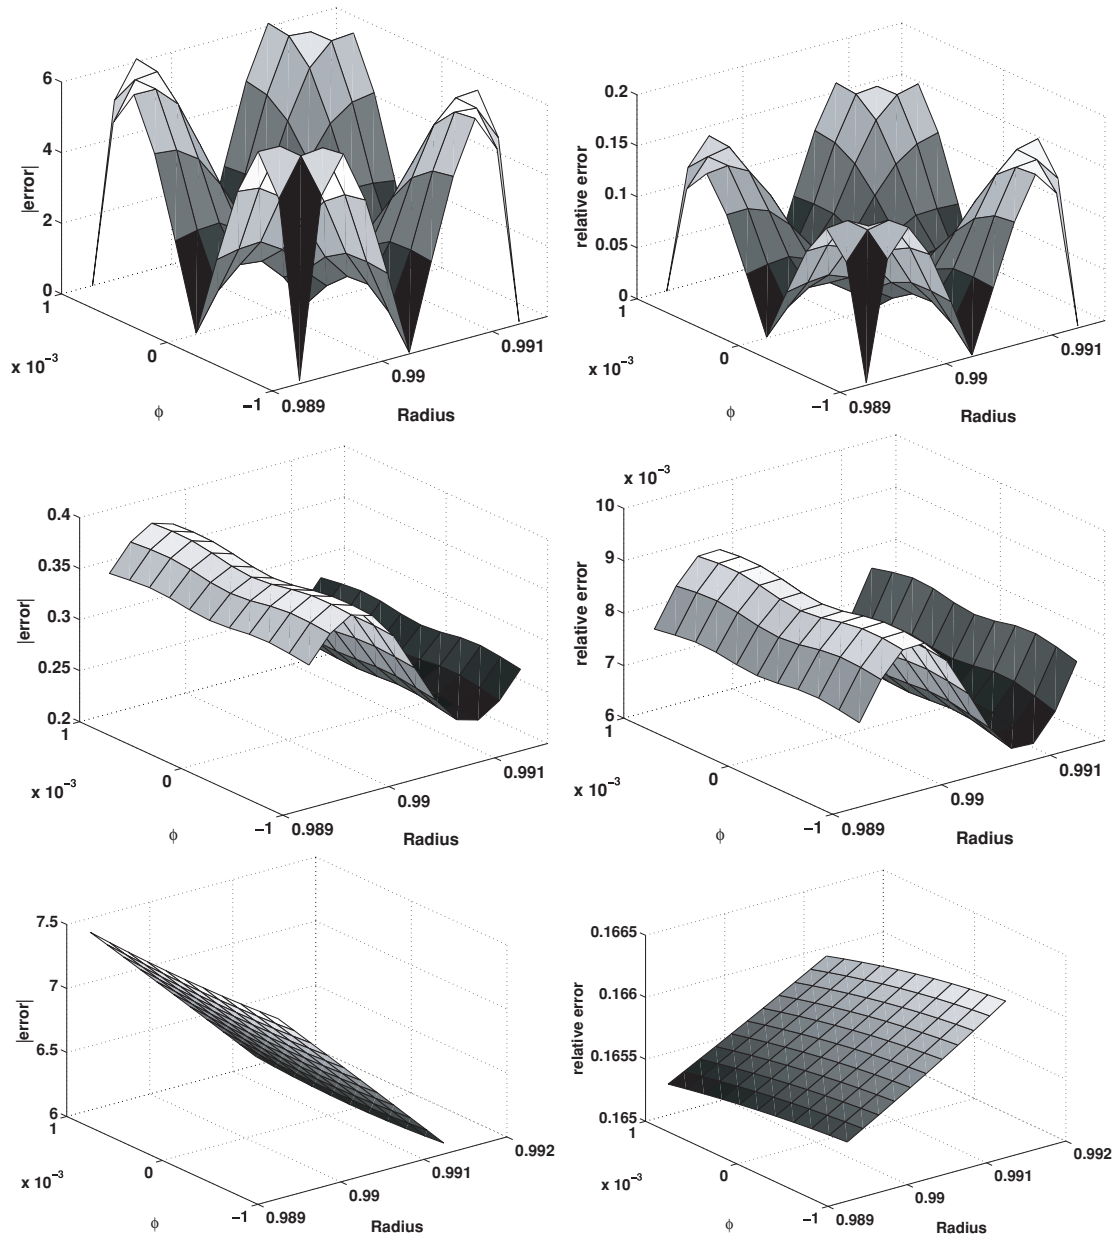 6
4
2
0
|error|
1
0
−1
x 10−3
ϕ
0.989
0.99
0.991
Radius
0.2
0.15
0.1
0.05
0
relative error
1
0
−1
x 10−3
ϕ
0.989
0.99
0.991
Radius
0.4
0.35
0.3
0.25
0.2
|error|
1
0
−1
x 10−3
ϕ
0.989
0.99
0.991
Radius
x 10−3
10
9
8
7
6
relative error
1
0
−1
x 10−3
ϕ
0.989
0.99
0.991
Radius
7.5
7
6.5
6
|error|
1
0
−1
x 10−3
ϕ
0.989
0.99
0.991
0.992
Radius
0.1665
0.166
0.1655
0.165
relative error
1
0
−1
x 10−3
ϕ
0.989
0.99
0.991
0.992
Radius